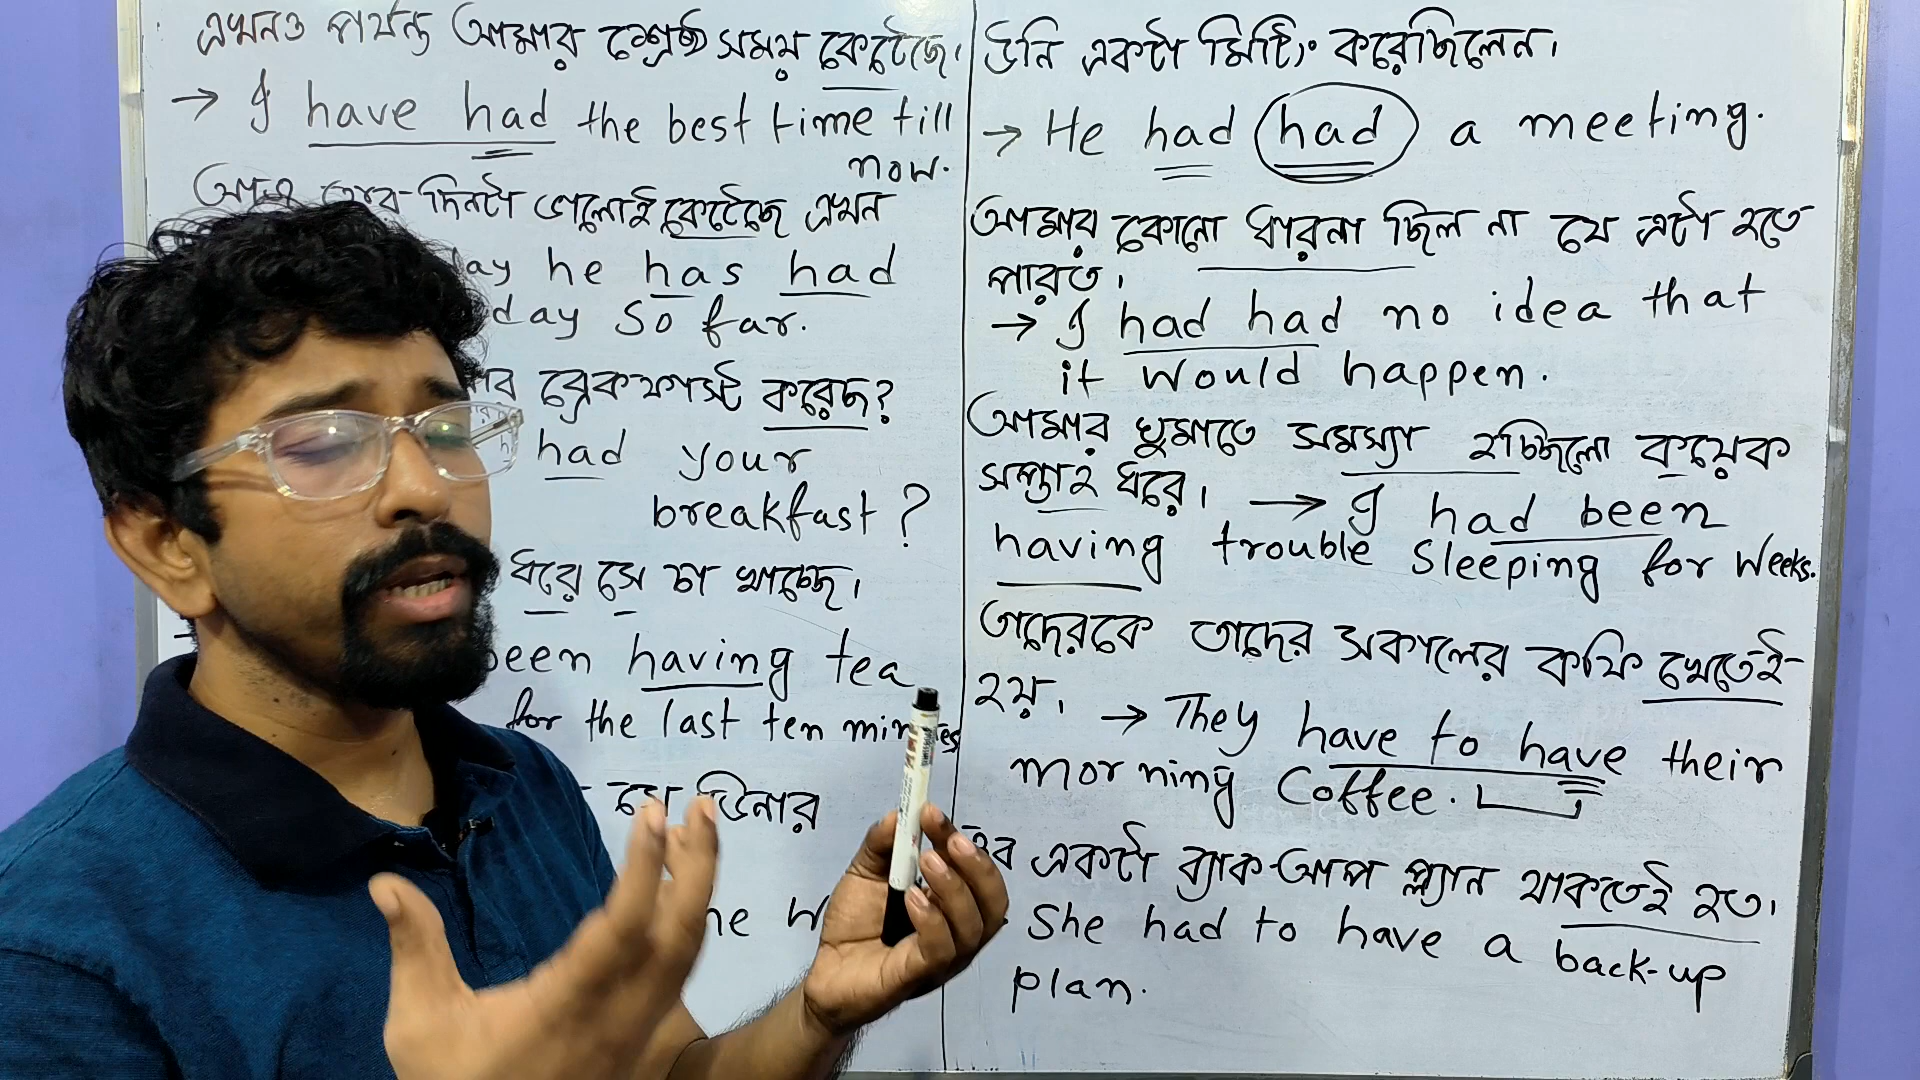 এখনও পর্যন্ত আমার শ্রেষ্ঠ সময় কেটেছে।
→ I have had the best time till
now.
দিনটা ভালোই কেটেছে এখন
he has had
day so far.
ব্রেকফাস্ট করেছ?
had your
breakfast?
ধরে সে চা খাচ্ছে।
been having tea
for the last ten minutes
সে ডিনার
উনি একটা মিটিং করেছিলেন।
→ He had had a meeting.
আমার কোনো ধারনা ছিল না যে এটা হতে
পারত।
→ I had had no idea that
it would happen.
আমার ঘুমাতে সমস্যা হচ্ছিলো কয়েক
সপ্তাহ ধরে। → I had been
having trouble sleeping for weeks.
তাদেরকে তাদের সকালের কফি খেতেই
হয়। → They have to have their
morning coffee.
একটা ব্যাক-আপ প্ল্যান থাকতেই হত।
She had to have a back-up
plan.